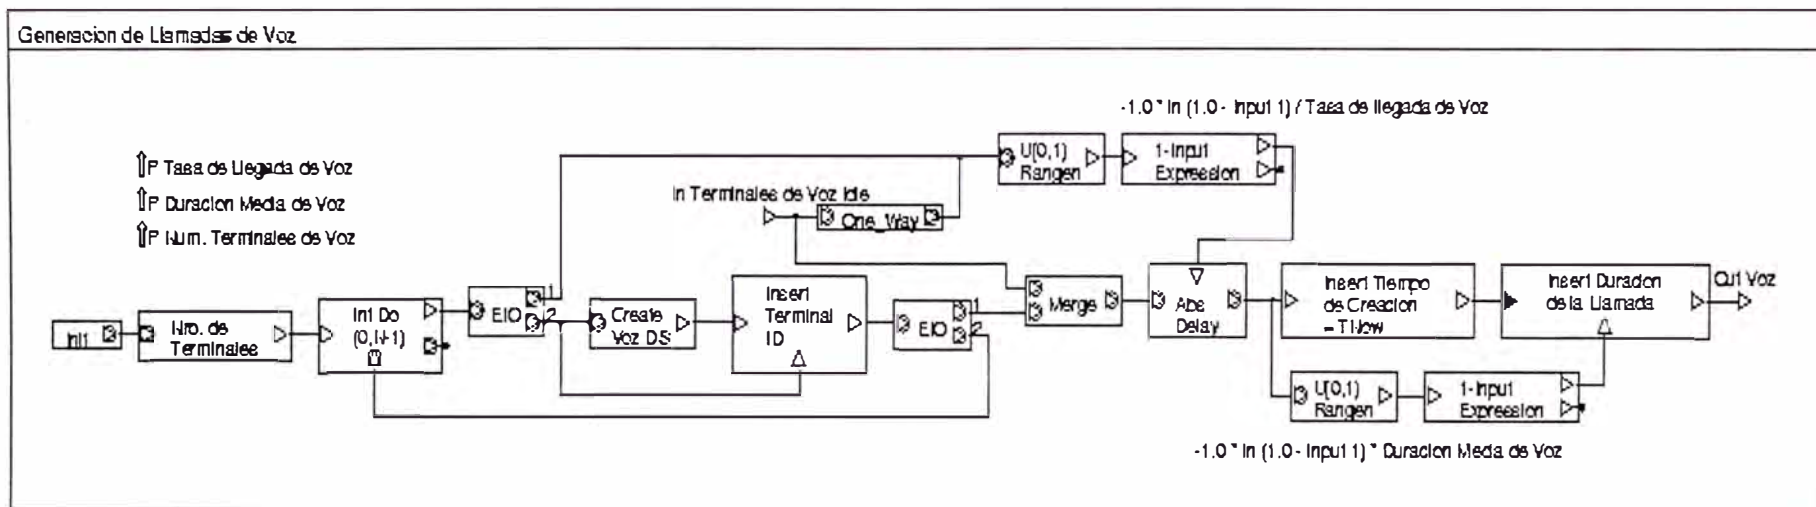 Generacion de Llamadas de Voz
-1.0 * ln (1.0 - Input 1) / Tasa de llegada de Voz
P Tasa de Llegada de Voz
P Duracion Media de Voz
P Num. Terminales de Voz
In Terminales de Voz Idle
One_Way
U[0,1)
Rangen
1-Input
Expression
Init
Nro. de
Terminales
Int Do
(0,N-1)
EIO
1
2
Create
Voz DS
Insert
Terminal
ID
EIO
1
2
Merge
Abs
Delay
Insert Tiempo
de Creacion
= TNow
Insert Duracion
de la Llamada
Out Voz
U[0,1)
Rangen
1-Input
Expression
-1.0 * ln (1.0 - Input 1) * Duracion Media de Voz